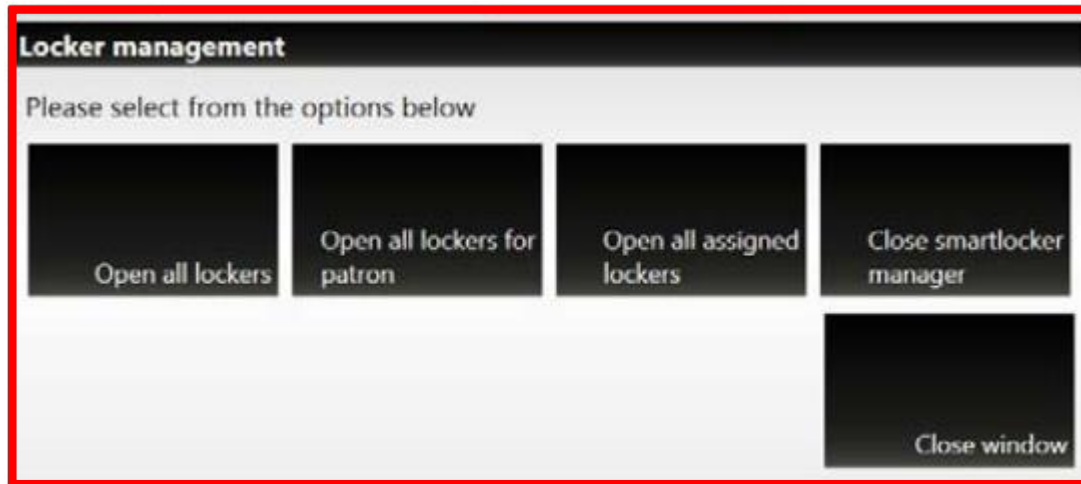 Locker management
Please select from the options below
Open all lockers
Open all lockers for
patron
Open all assigned
lockers
Close smartlocker
manager
Close window